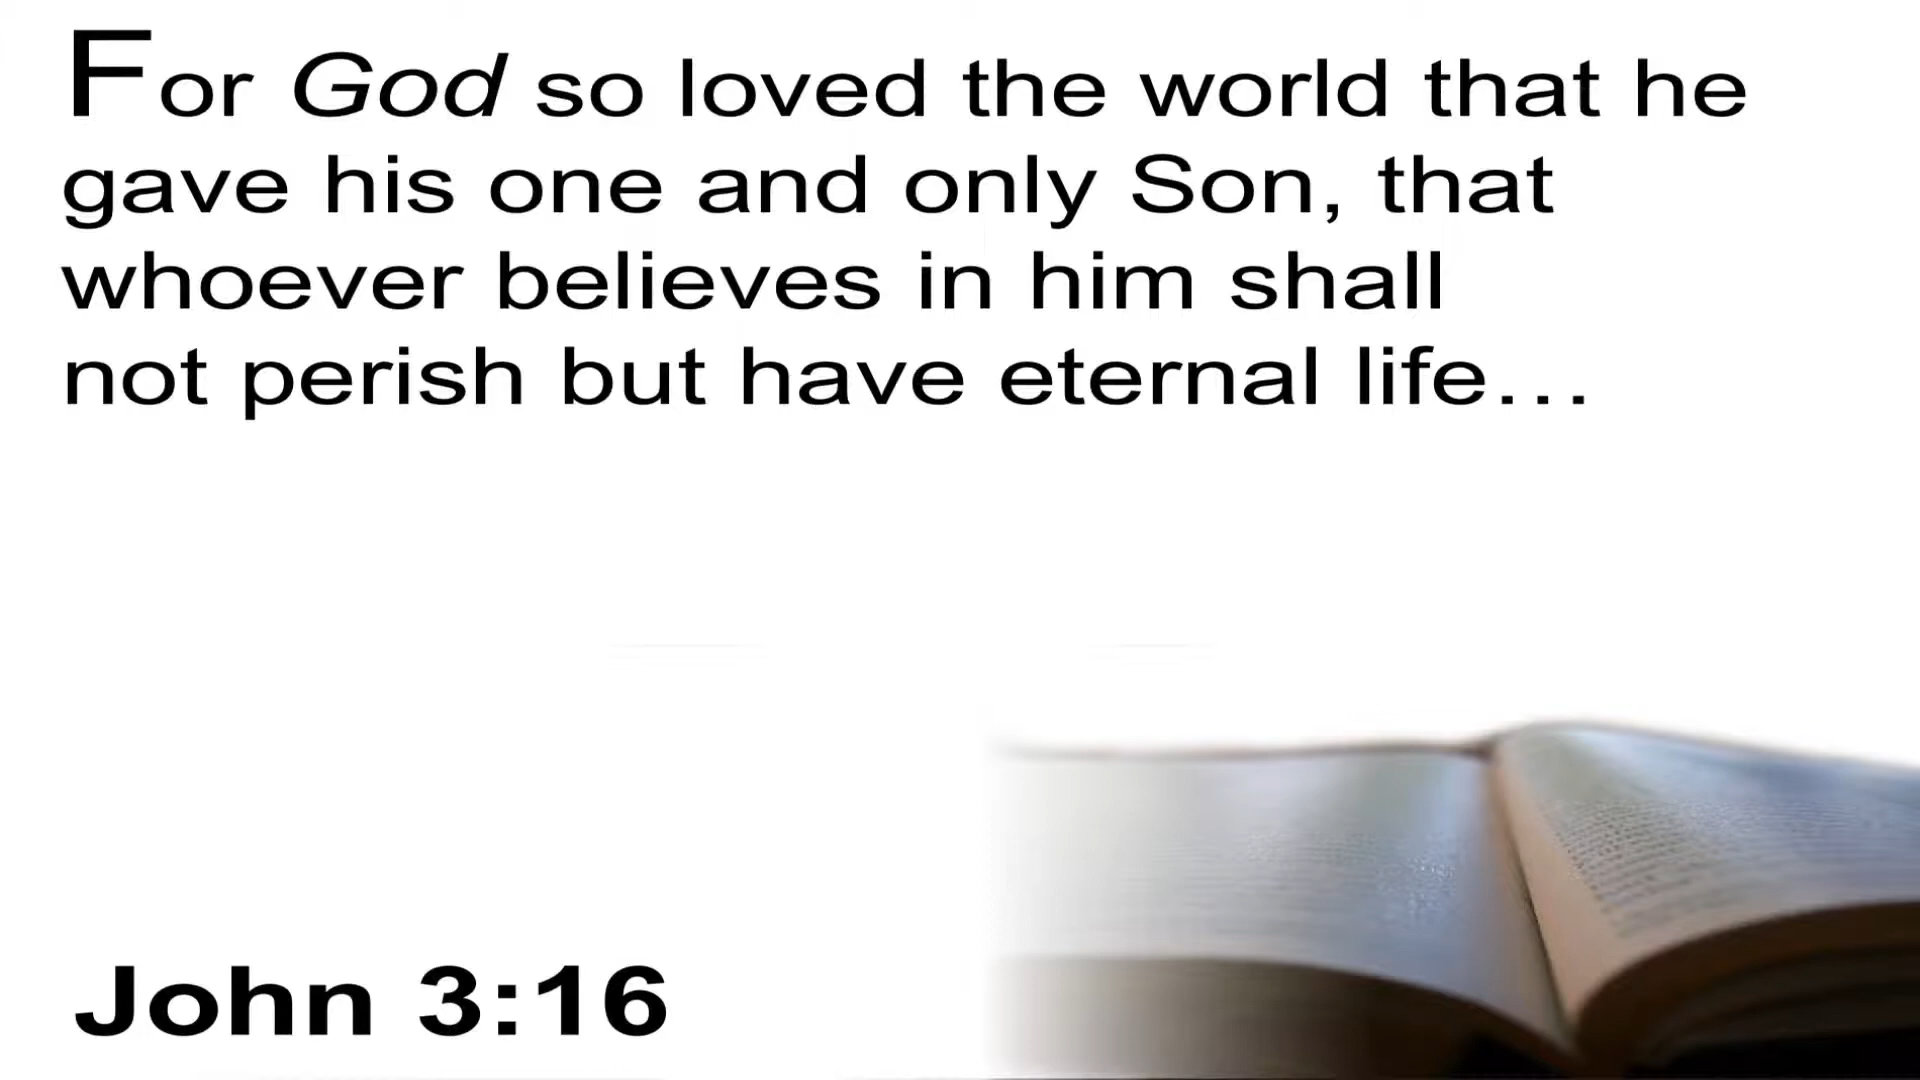 For God so loved the world that he
gave his one and only Son, that
whoever believes in him shall
not perish but have eternal life…
John 3:16